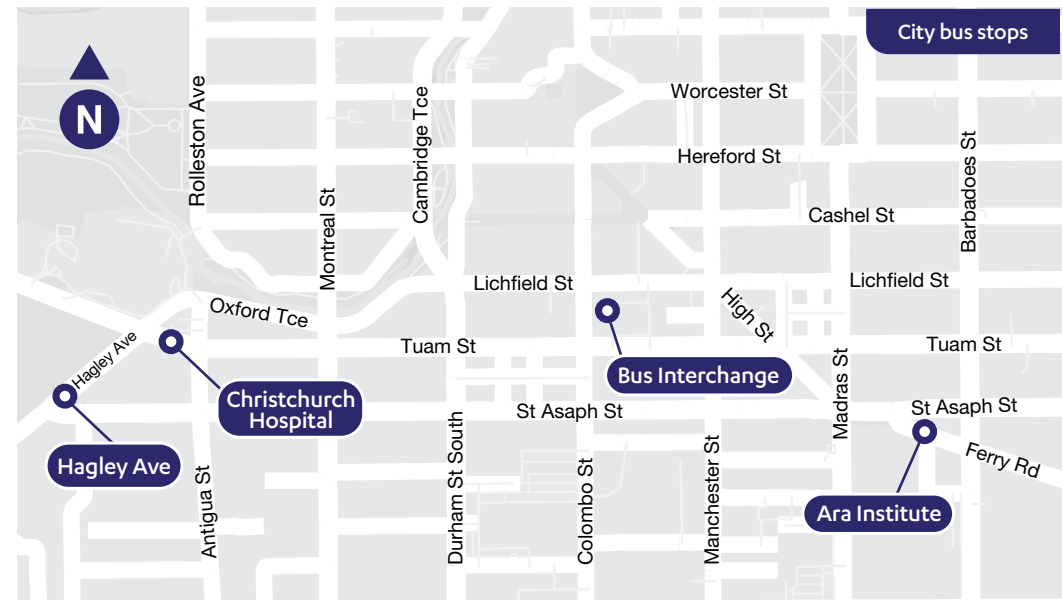 City bus stops
N
Worcester St
Rolleston Ave
Cambridge Tce
Hereford St
Barbadoes St
Montreal St
Cashel St
Lichfield St
Lichfield St
Oxford Tce
High St
Tuam St
Tuam St
Hagley Ave
Bus Interchange
Madras St
Christchurch
Hospital
St Asaph St
St Asaph St
Hagley Ave
Ferry Rd
Antigua St
Durham St South
Colombo St
Manchester St
Ara Institute